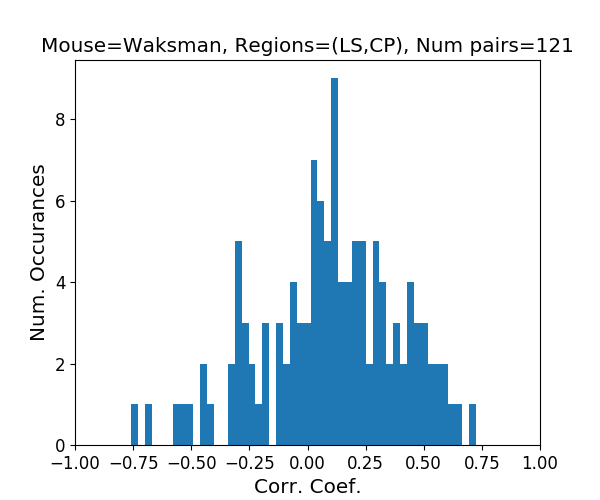 Mouse=Waksman, Regions=(LS,CP), Num pairs=121
Num. Occurances
8
6
4
2
0
−1.00 −0.75 −0.50 −0.25 0.00 0.25 0.50 0.75 1.00
Corr. Coef.